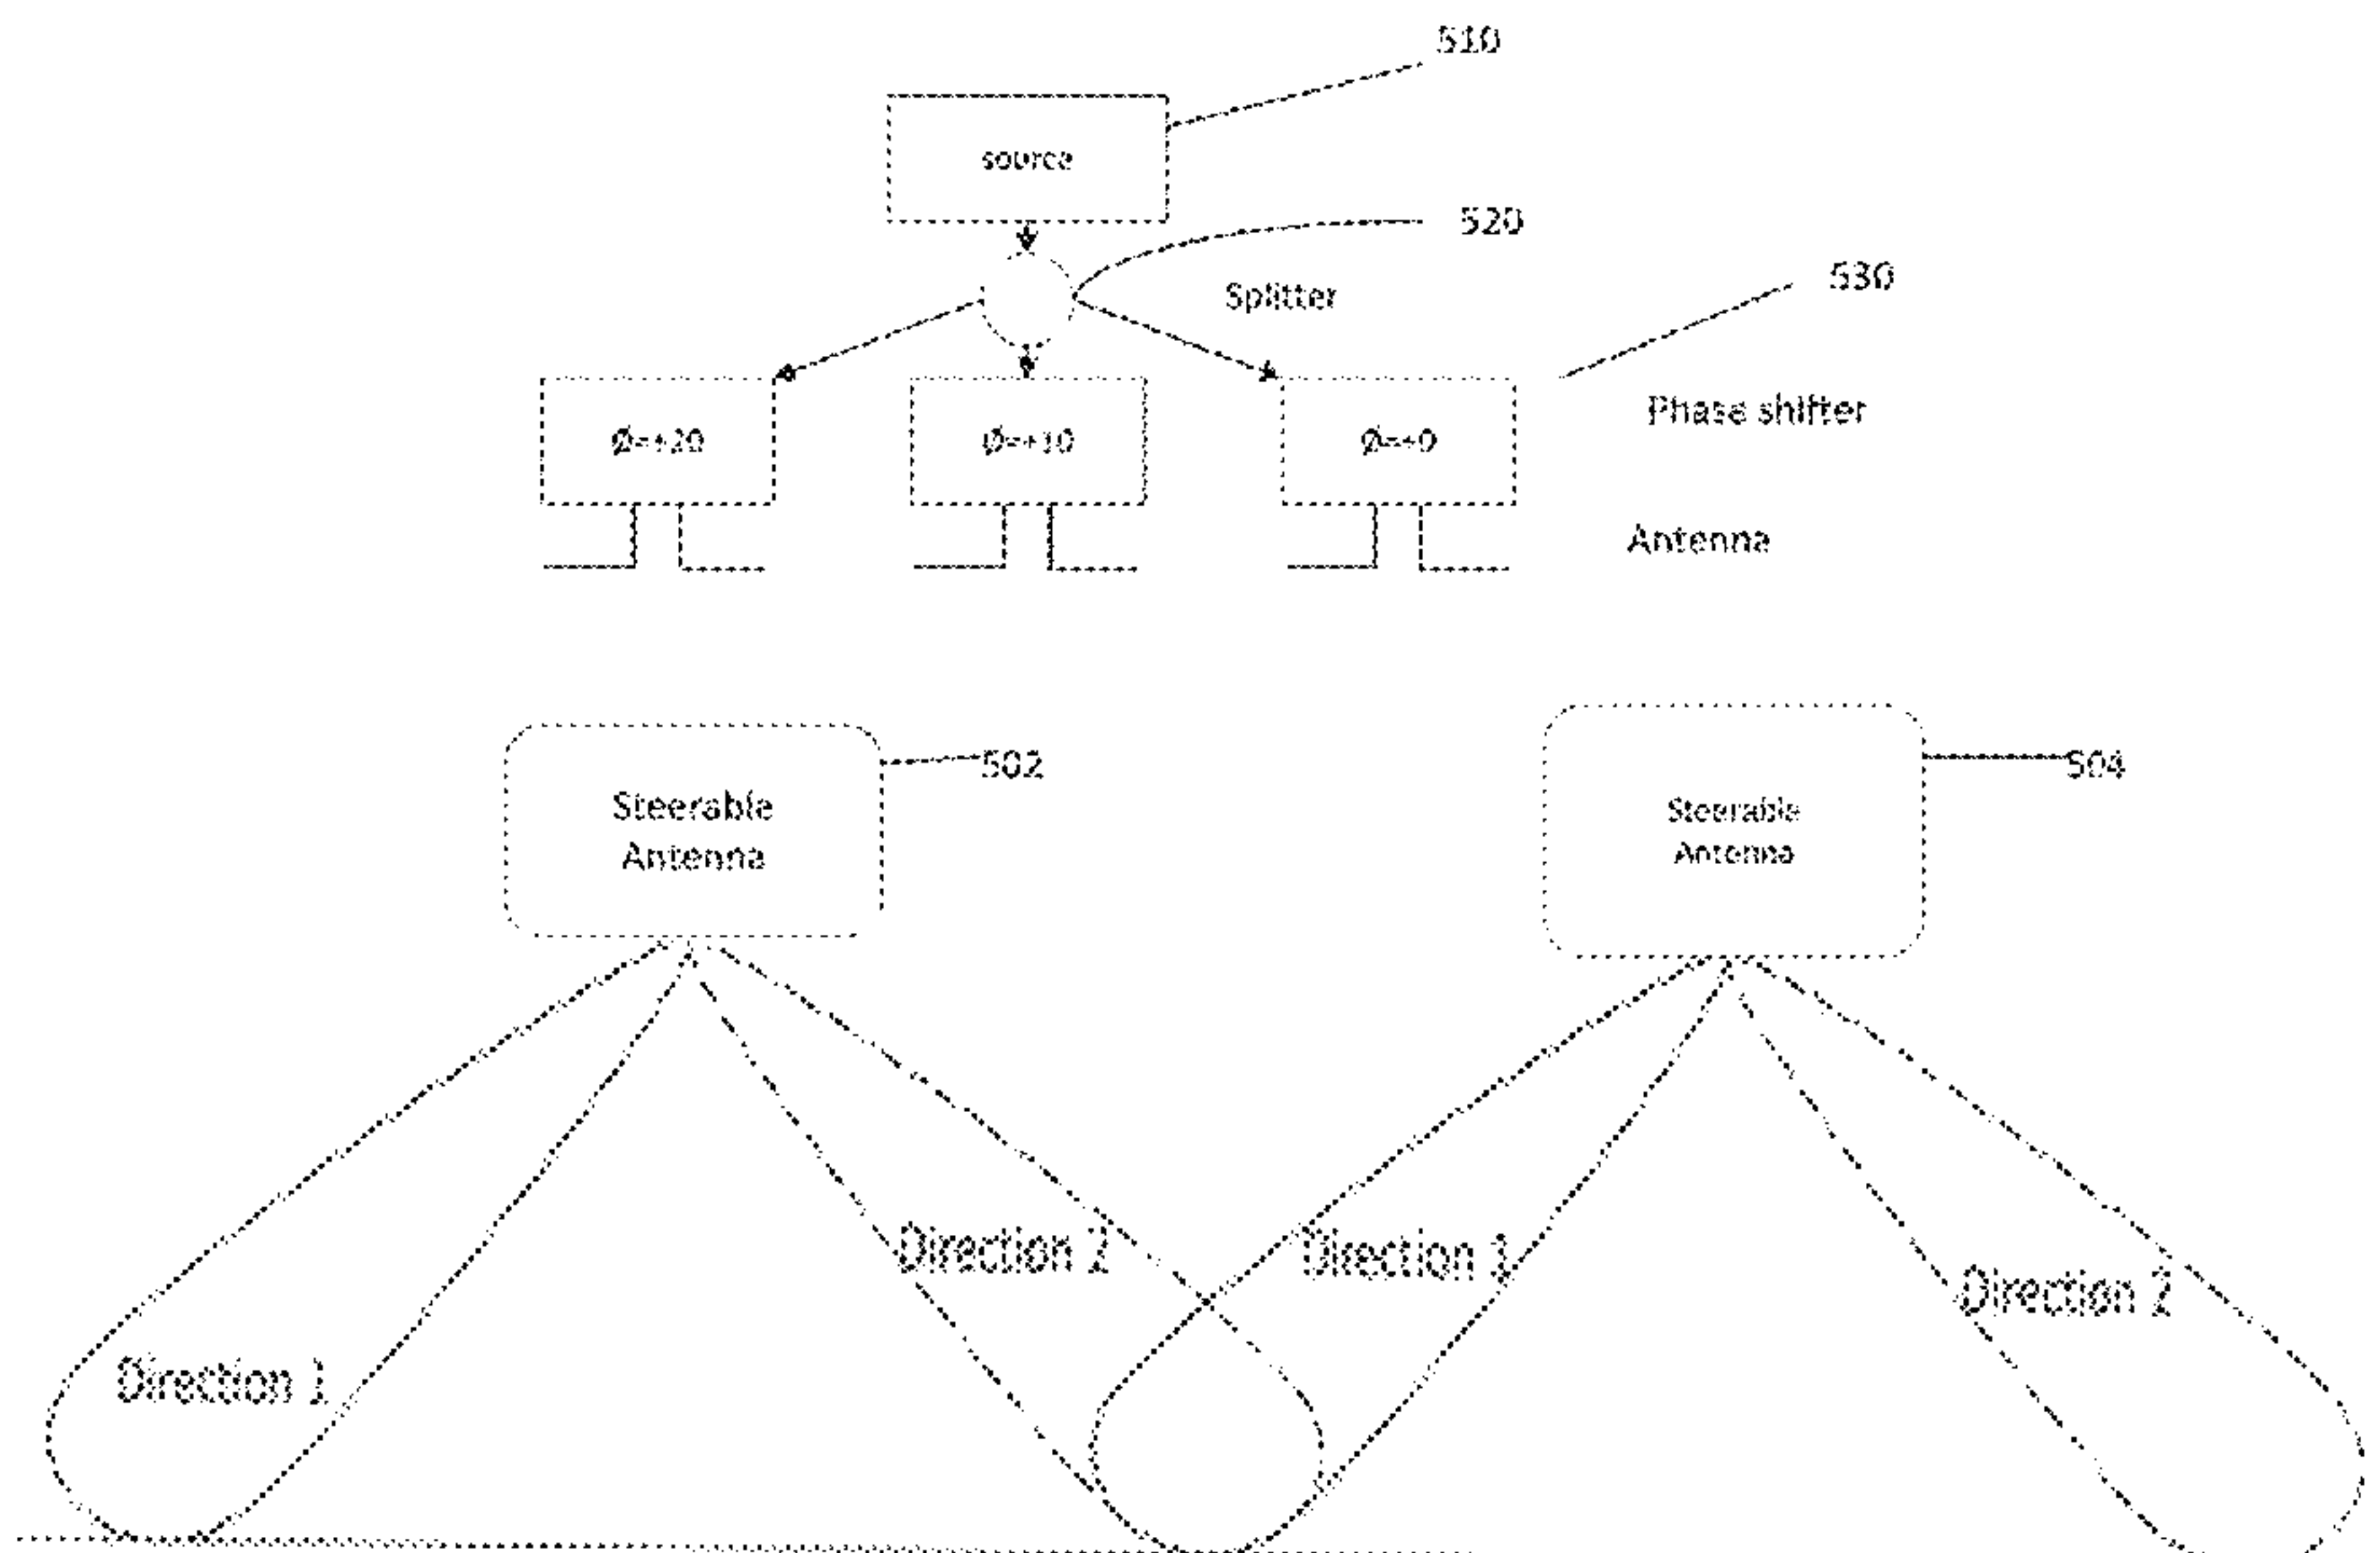 510
source
520
530
Splitter
Phase shifter
Ø=+20
Ø=+10
Ø=+0
Antenna
502
504
Steerable
Antenna
Steerable
Antenna
Direction 2
Direction 1
Direction 2
Direction 1